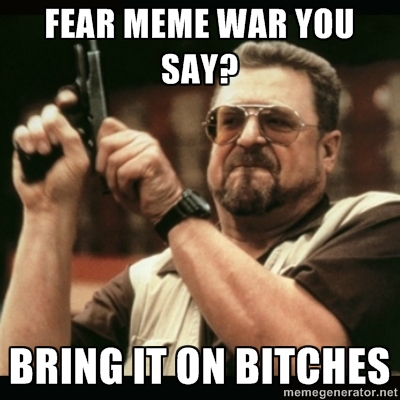 FEAR MEME WAR YOU
SAY?
BRING IT ON BITCHES
memegenerator.net